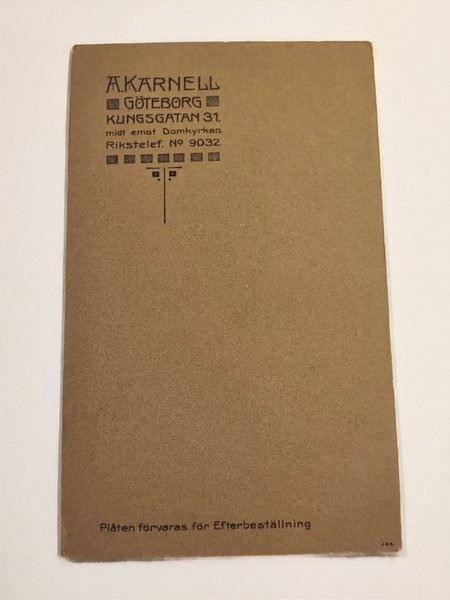 A. KARNELL
GÖTEBORG
KUNGSGATAN 31,
midt emot Domkyrkan.
Rikstelef. No 9032.
Plåten förvaras för Efterbeställning